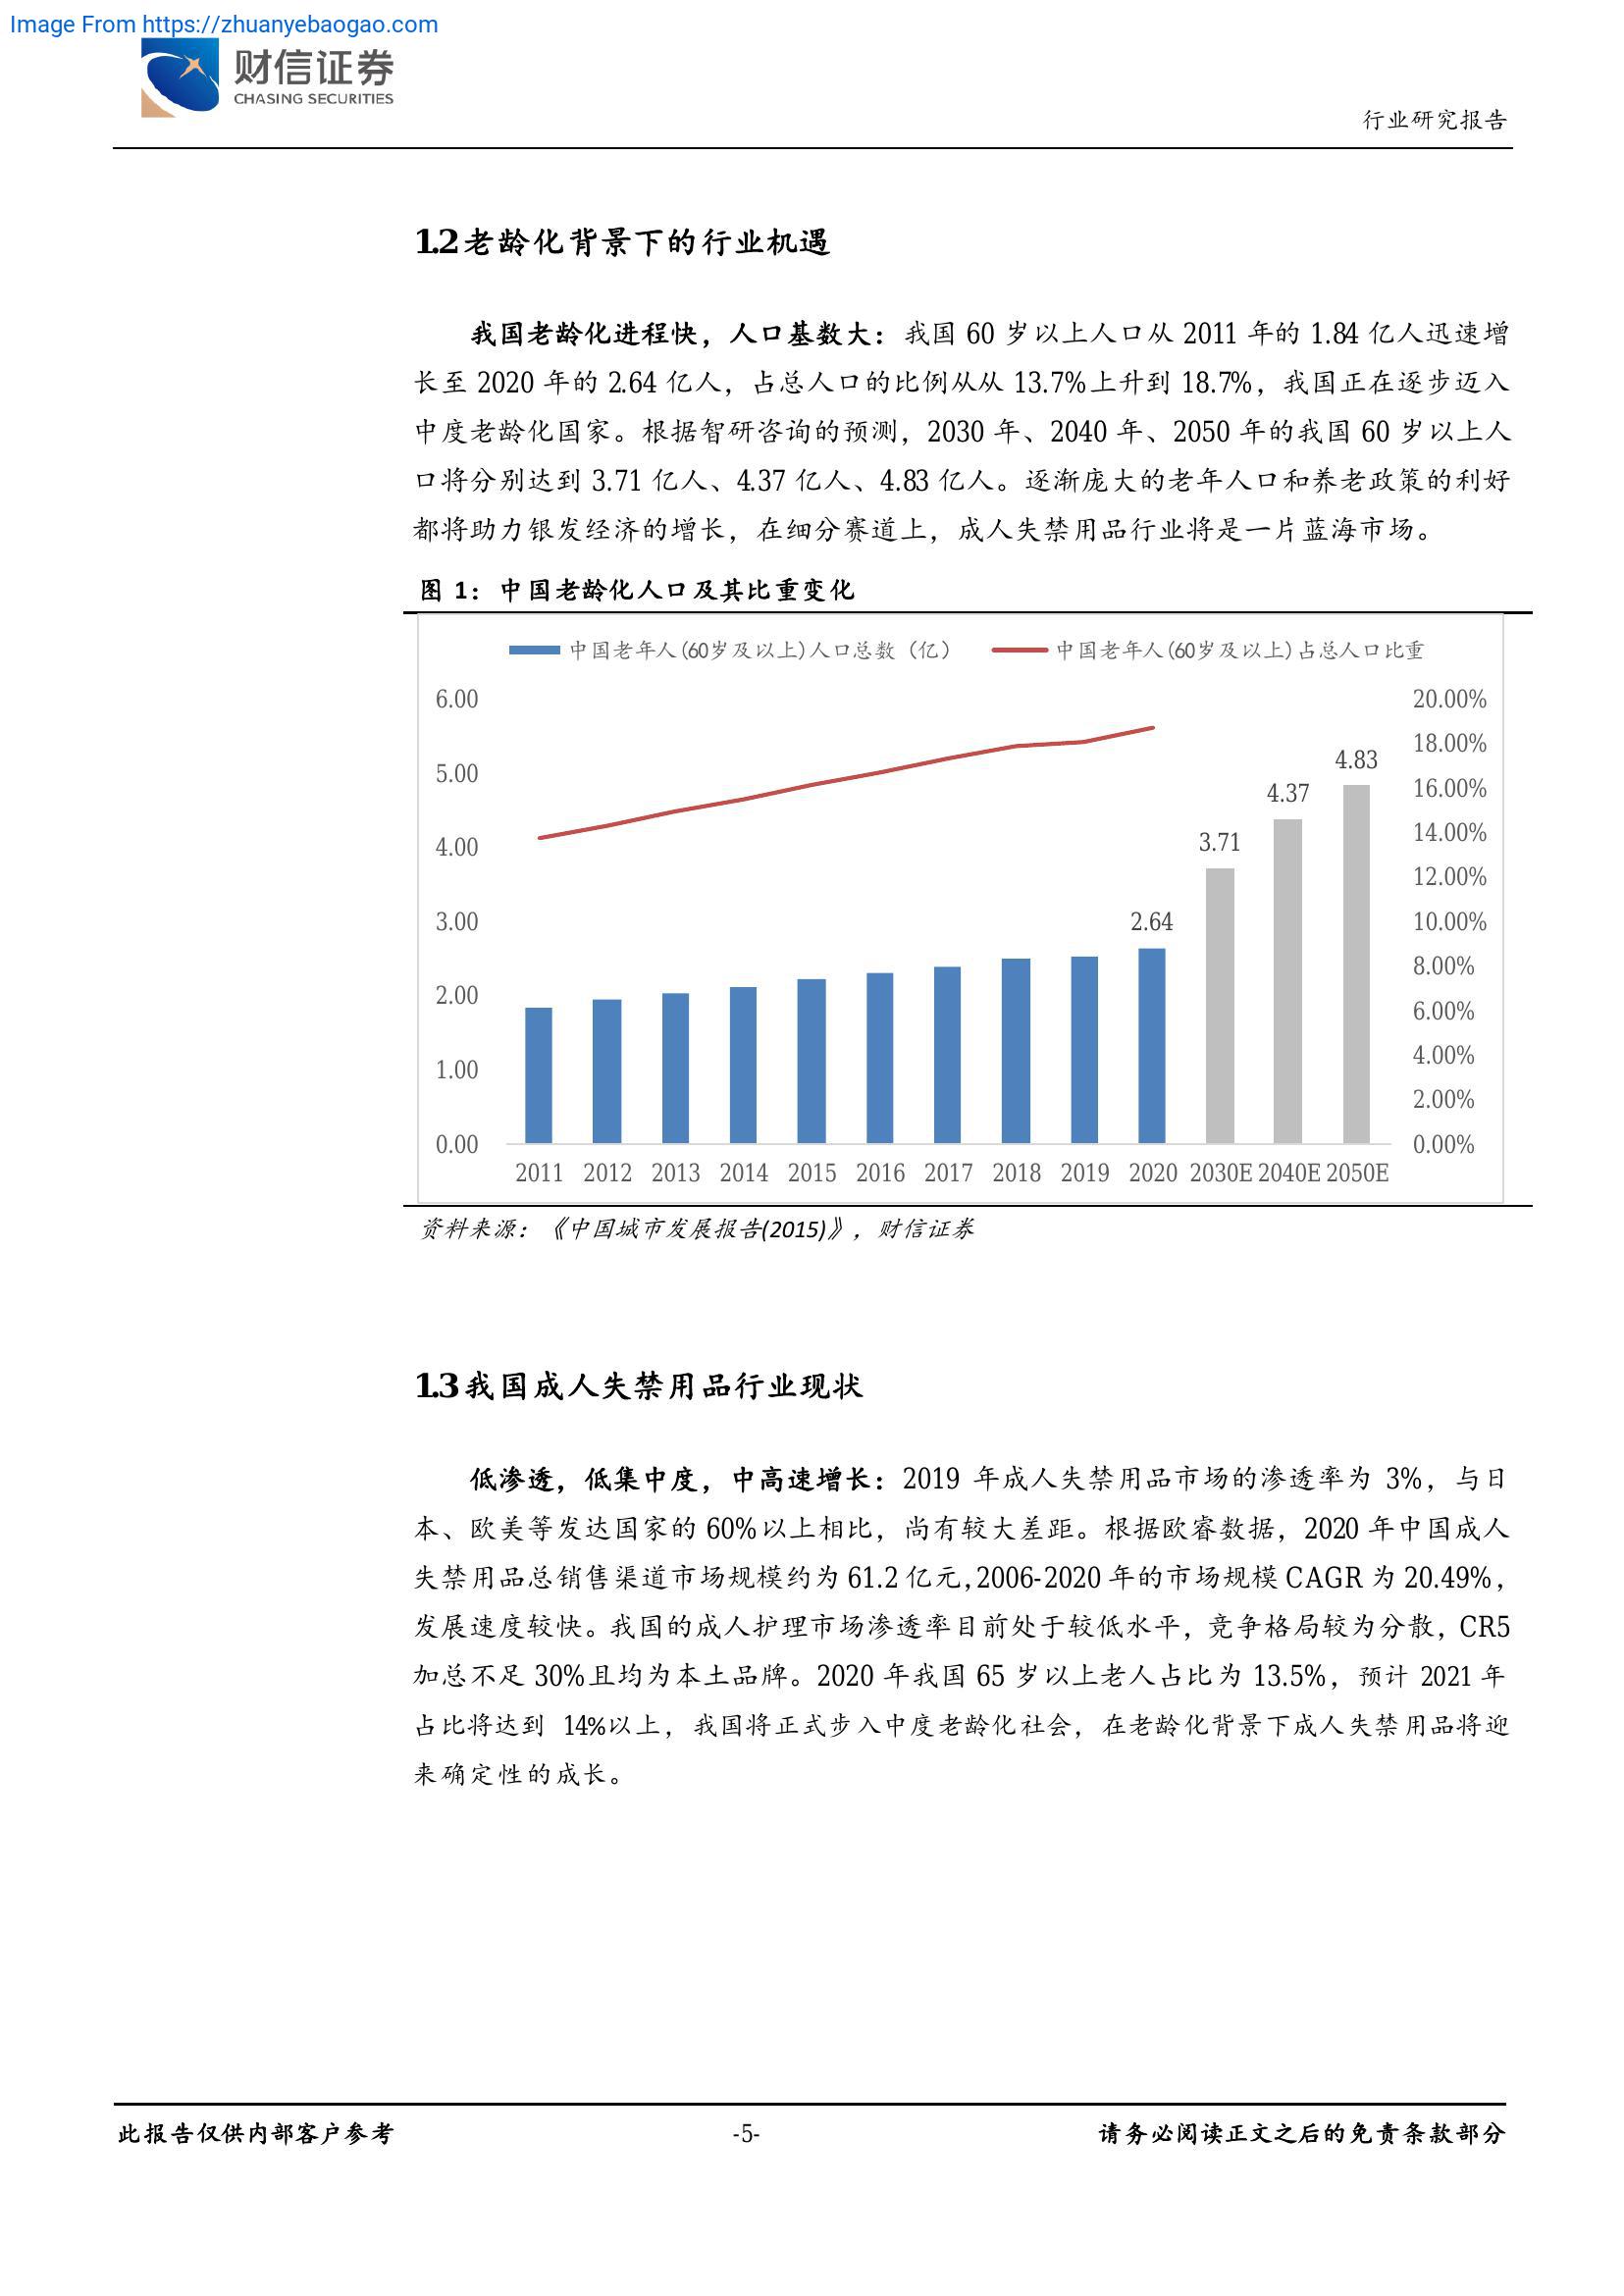 Image From https://zhuanyebaogao.com
财信证券
CHASING SECURITIES
行业研究报告
1.2老龄化背景下的行业机遇
我国老龄化进程快，人口基数大：我国 60 岁以上人口从 2011 年的 1.84 亿人迅速增
长至 2020 年的 2.64 亿人，占总人口的比例从从 13.7%上升到 18.7%，我国正在逐步迈入
中度老龄化国家。根据智研咨询的预测，2030 年、2040 年、2050 年的我国 60 岁以上人
口将分别达到 3.71 亿人、4.37 亿人、4.83 亿人。逐渐庞大的老年人口和养老政策的利好
都将助力银发经济的增长，在细分赛道上，成人失禁用品行业将是一片蓝海市场。
图 1：中国老龄化人口及其比重变化
中国老年人(60岁及以上)人口总数（亿） 中国老年人(60岁及以上)占总人口比重
6.00
5.00
4.00
3.00
2.00
1.00
0.00
20.00%
18.00%
16.00%
14.00%
12.00%
10.00%
8.00%
6.00%
4.00%
2.00%
0.00%
2.64
3.71
4.37
4.83
2011 2012 2013 2014 2015 2016 2017 2018 2019 2020 2030E 2040E 2050E
资料来源：《中国城市发展报告(2015)》，财信证券
1.3我国成人失禁用品行业现状
低渗透，低集中度，中高速增长：2019 年成人失禁用品市场的渗透率为 3%，与日
本、欧美等发达国家的 60%以上相比，尚有较大差距。根据欧睿数据，2020 年中国成人
失禁用品总销售渠道市场规模约为 61.2 亿元，2006-2020 年的市场规模 CAGR 为 20.49%，
发展速度较快。我国的成人护理市场渗透率目前处于较低水平，竞争格局较为分散，CR5
加总不足 30%且均为本土品牌。2020 年我国 65 岁以上老人占比为 13.5%，预计 2021 年
占比将达到 14%以上，我国将正式步入中度老龄化社会，在老龄化背景下成人失禁用品将迎
来确定性的成长。
此报告仅供内部客户参考
-5-
请务必阅读正文之后的免责条款部分